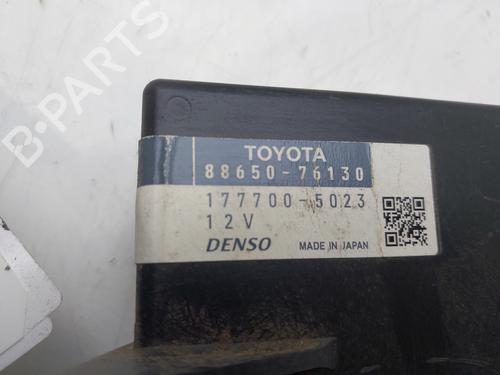 TOYOTA
88650-76130
177700-5023
12V
DENSO MADE IN JAPAN
B-PARTS